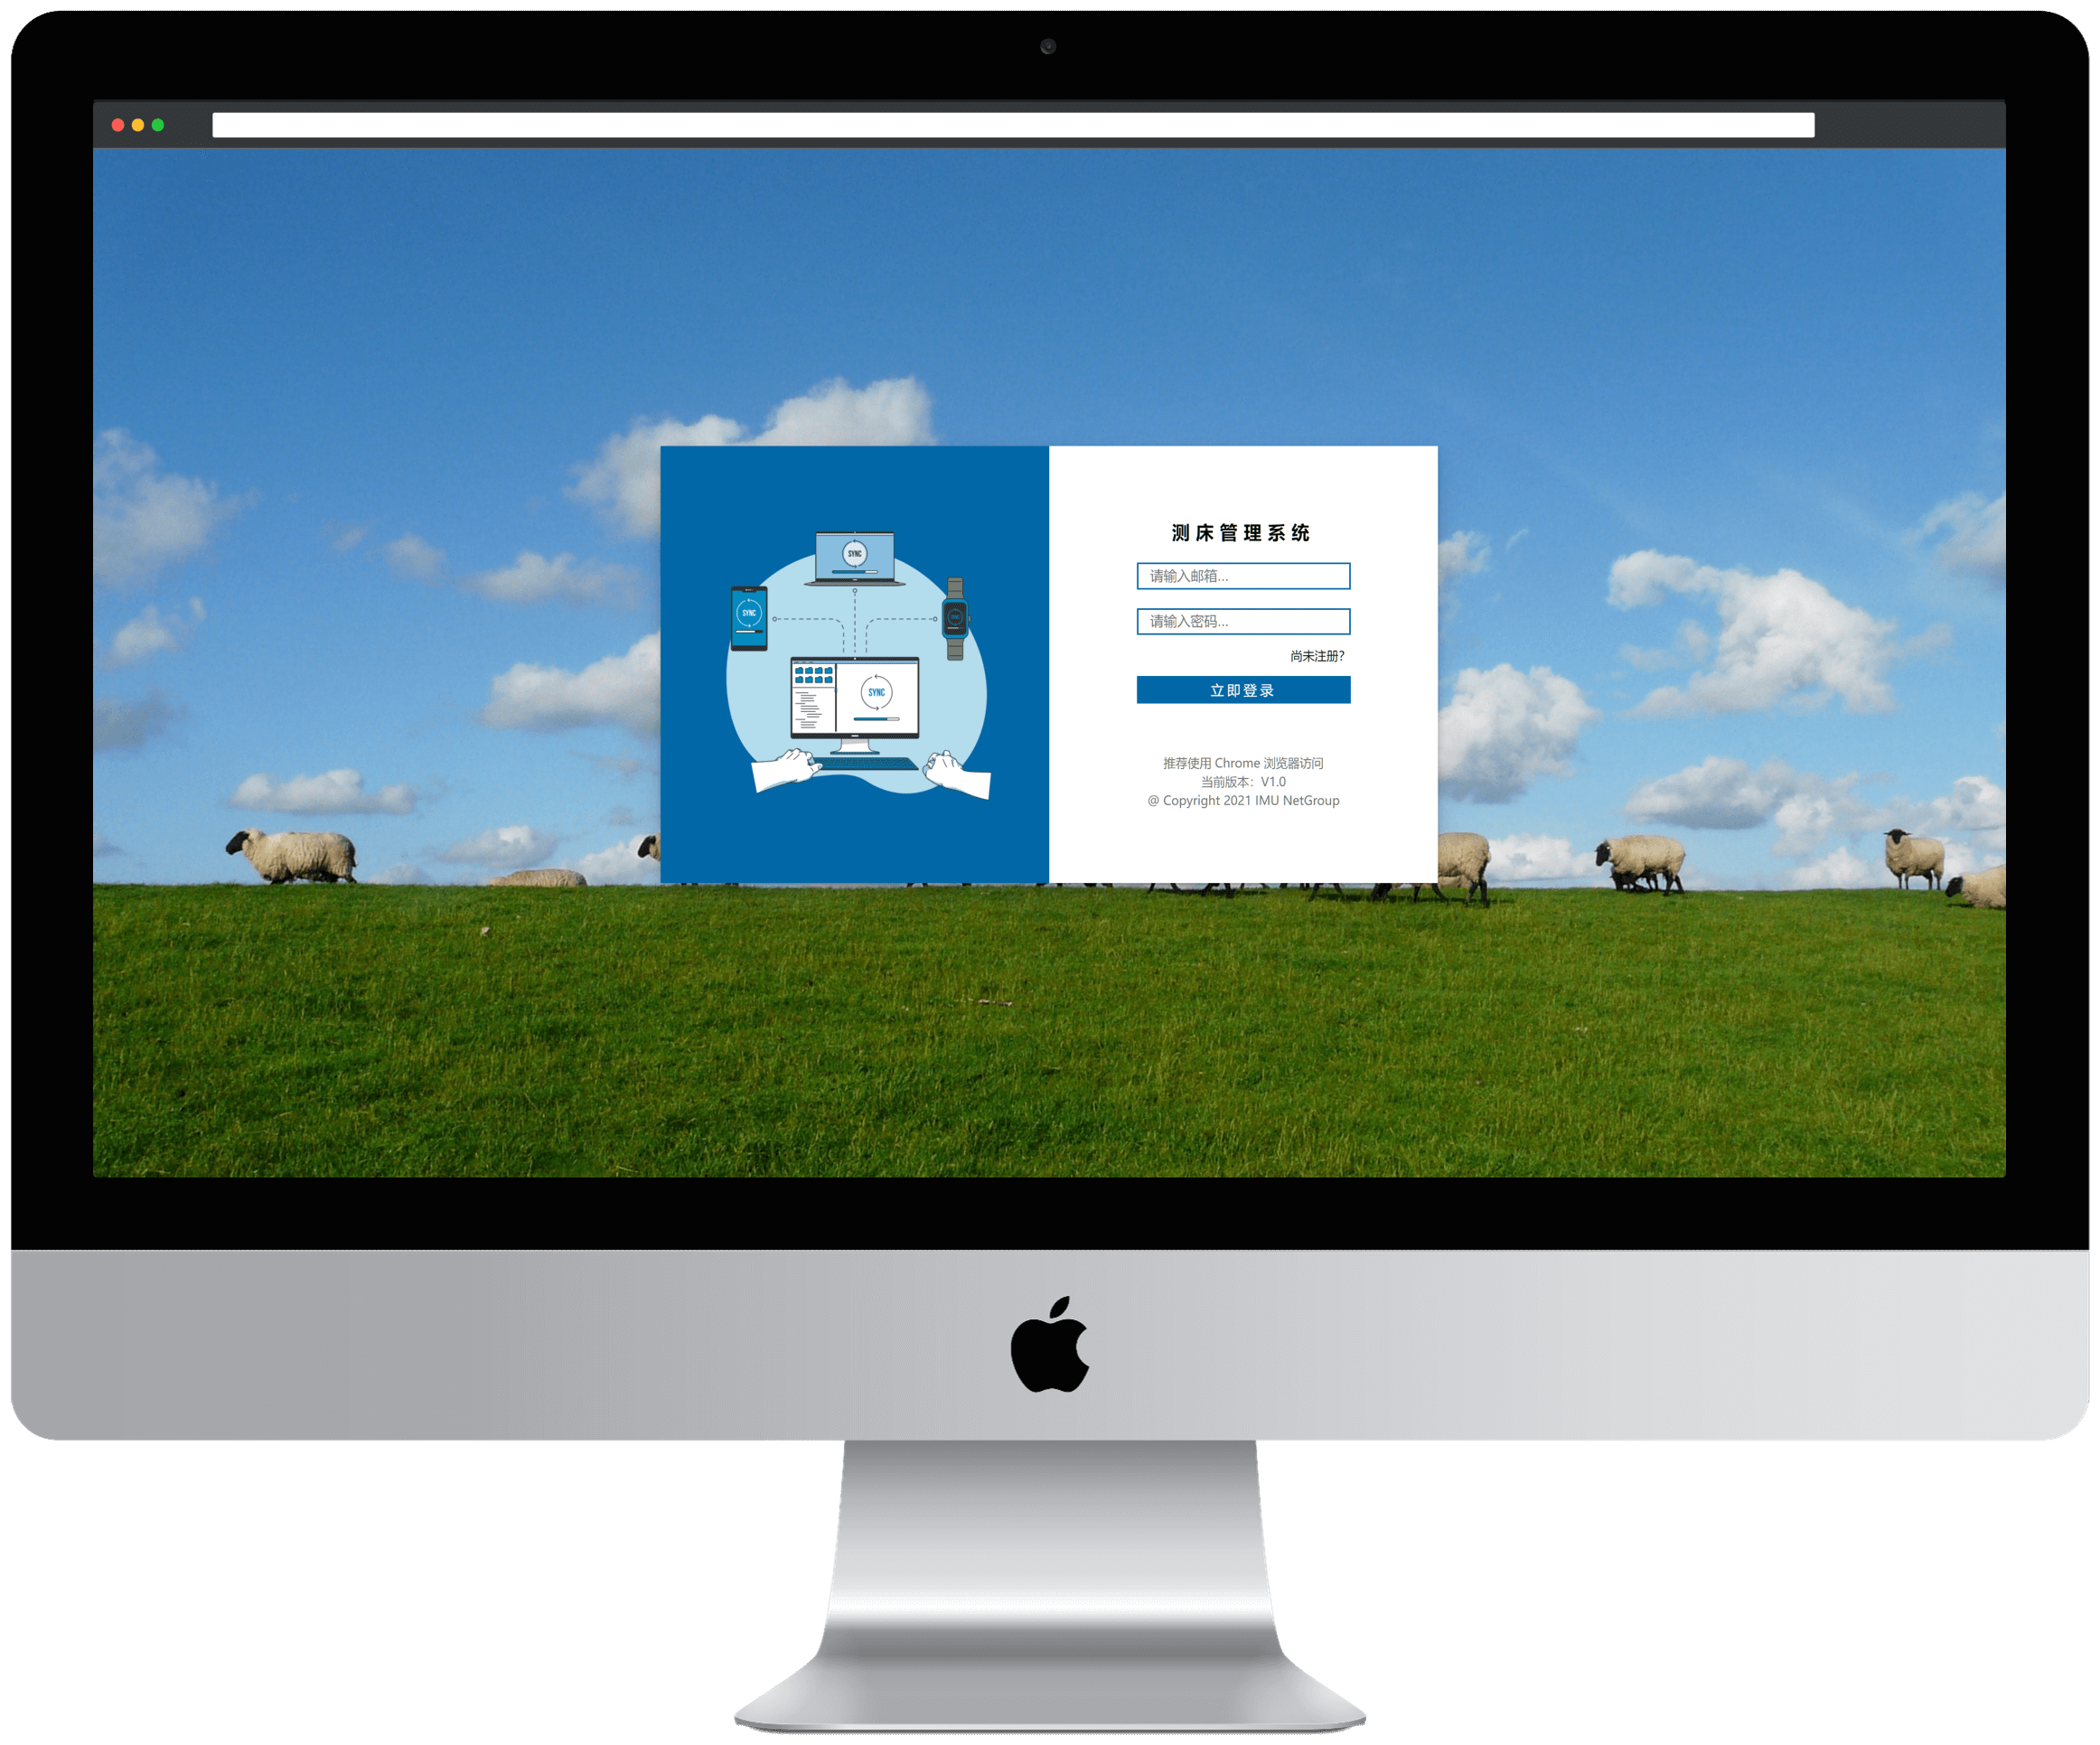 测床管理系统
请输入邮箱...
请输入密码...
尚未注册?
立即登录
推荐使用 Chrome 浏览器访问
当前版本：V1.0
@ Copyright 2021 IMU NetGroup
SYNC
SYNC
SYNC